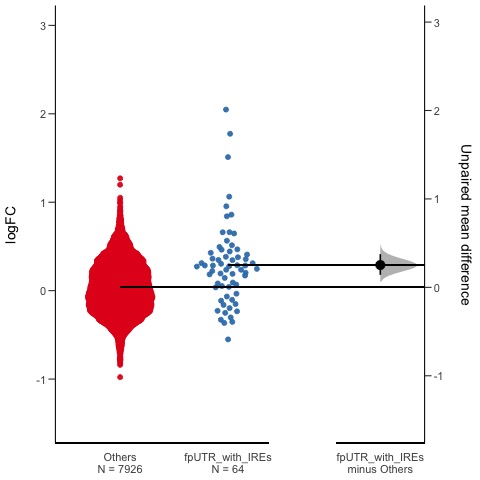 3
2
1
0
-1
logFC
3
2
1
0
-1
Unpaired mean difference
Others
N = 7926
fpUTR_with_IREs
N = 64
fpUTR_with_IREs
minus Others